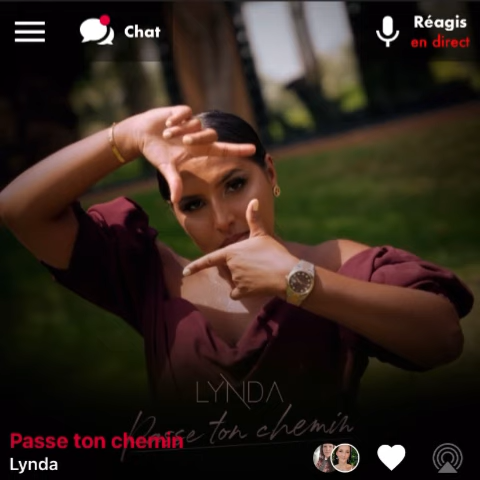 Chat
Réagis
en direct
LYNDA
Passe ton chemin
Passe ton chemin
Lynda